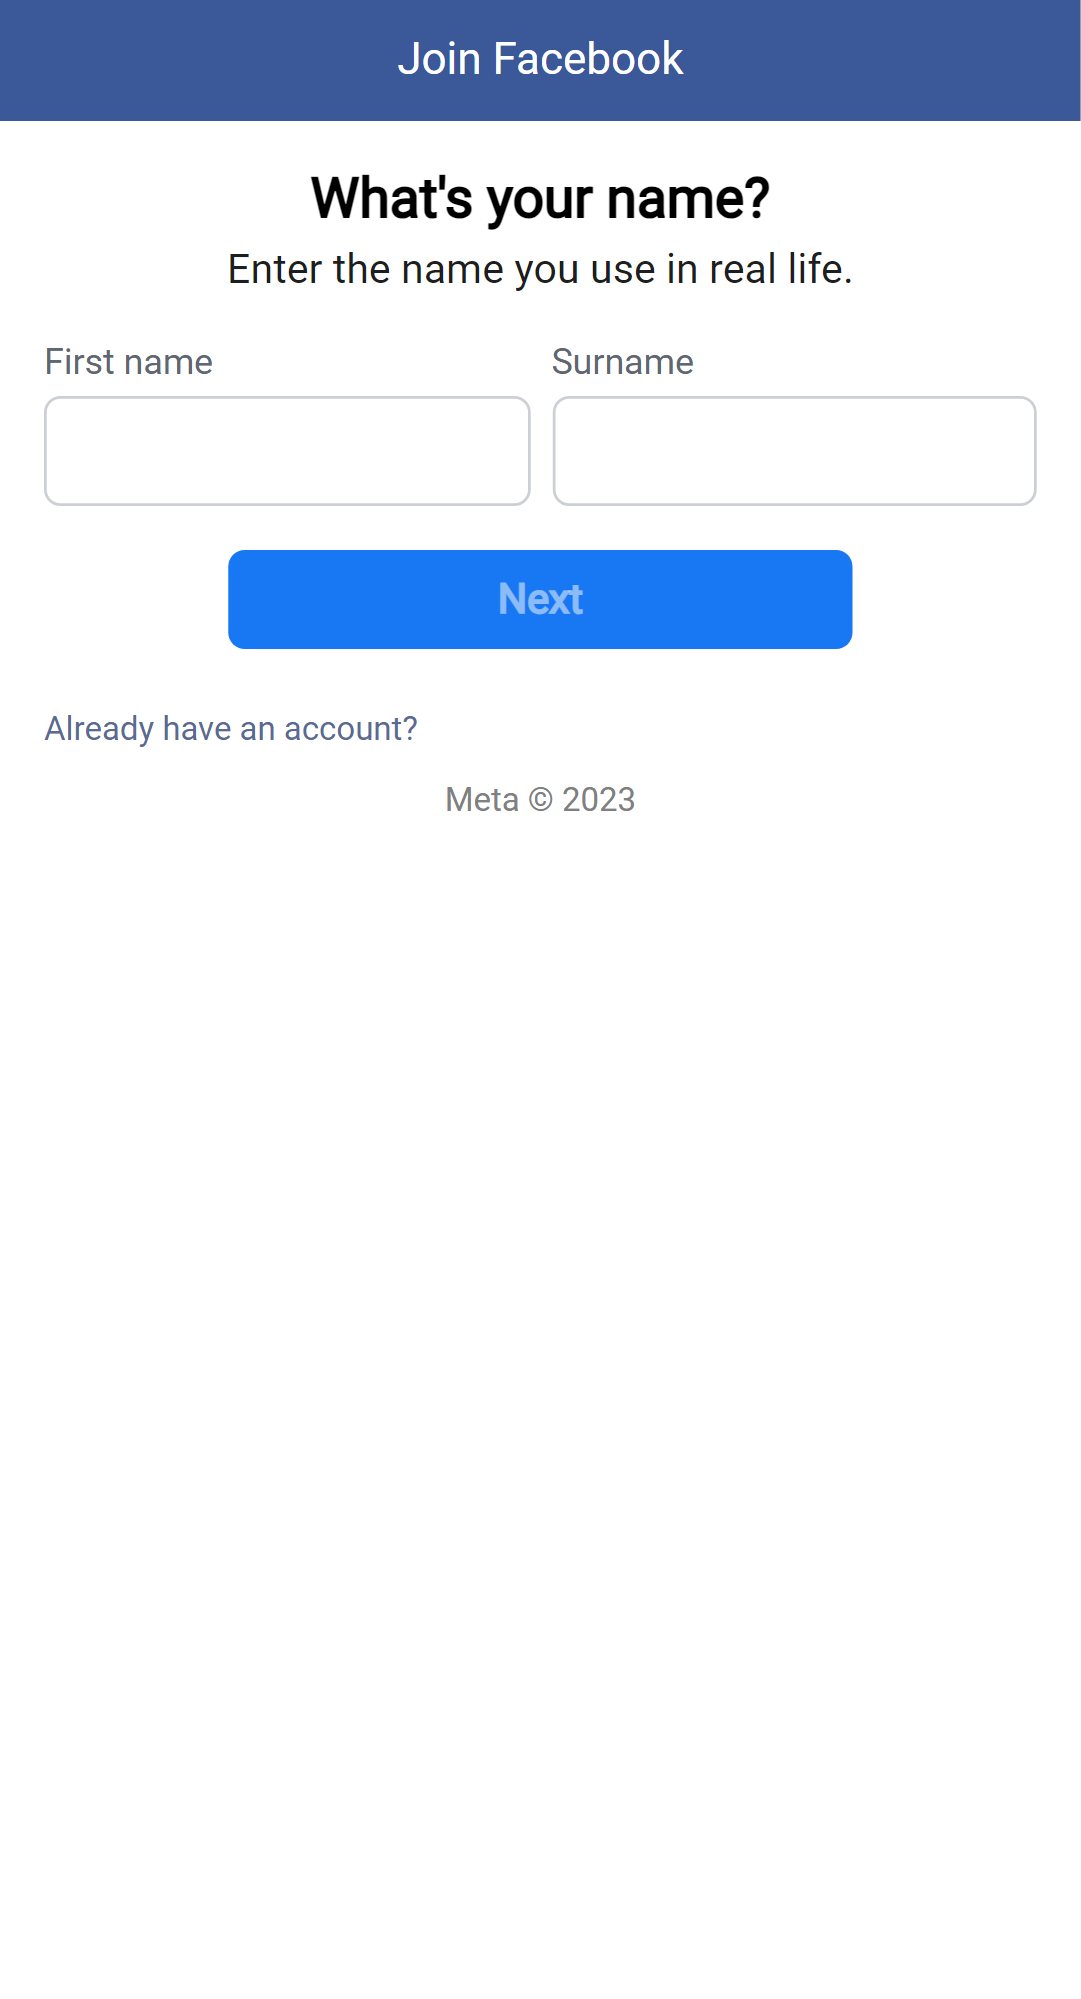 Join Facebook
What's your name?
Enter the name you use in real life.
First name
Surname
Next
Already have an account?
Meta © 2023